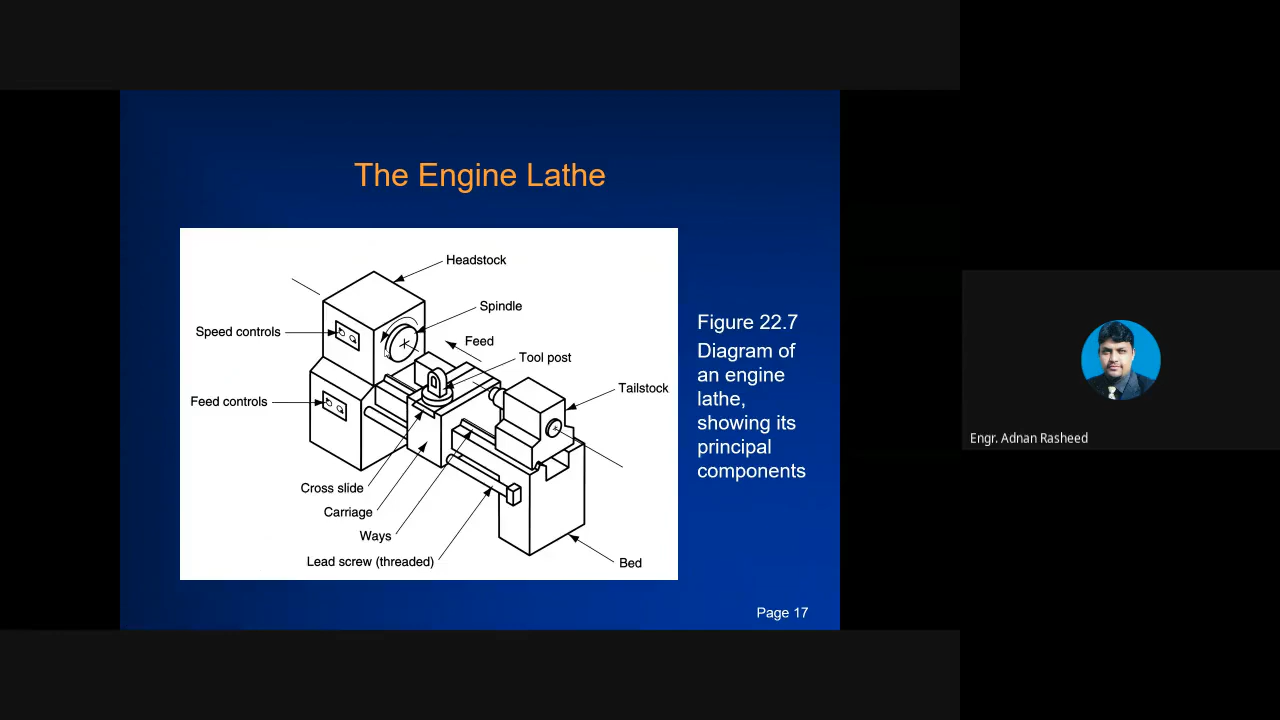 The Engine Lathe
Headstock
Spindle
Speed controls
Feed
Tool post
Tailstock
Feed controls
Cross slide
Carriage
Ways
Lead screw (threaded)
Bed
Figure 22.7
Diagram of
an engine
lathe,
showing its
principal
components
Page 17
Engr. Adnan Rasheed